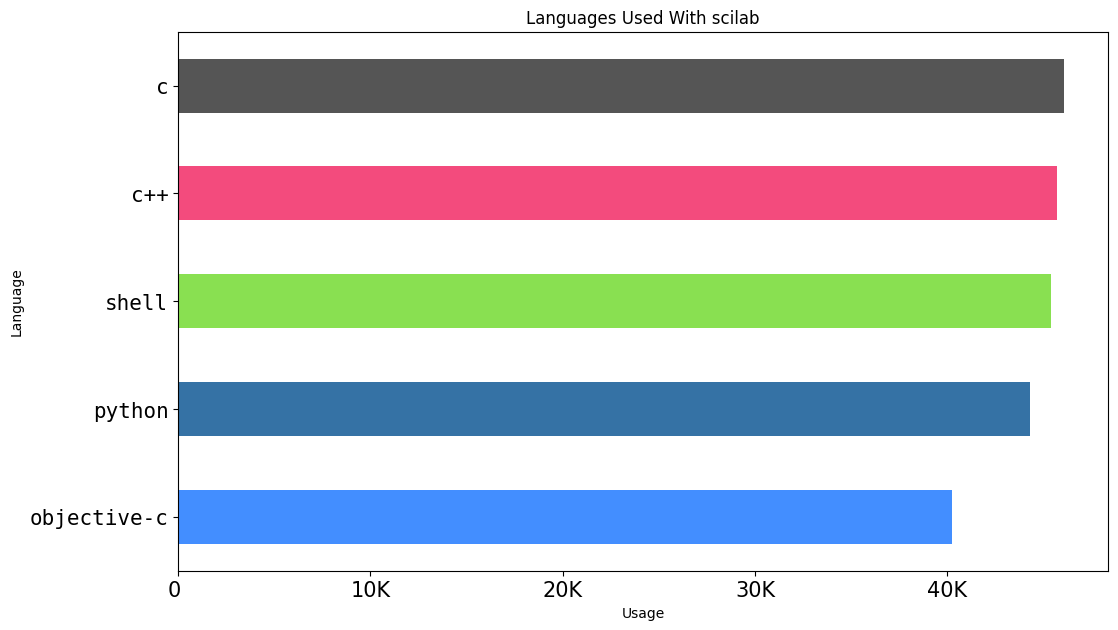 Languages Used With scilab
c
c++
shell
python
objective-c
Language
0 10K 20K 30K 40K
Usage